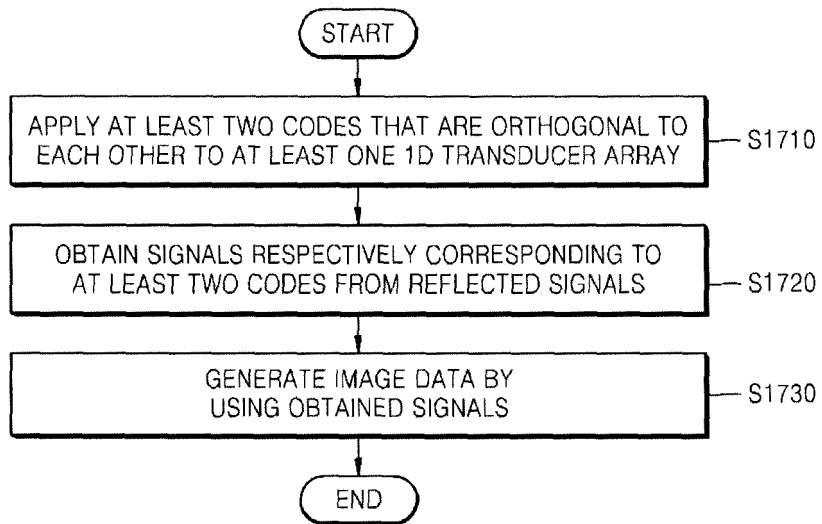 START
APPLY AT LEAST TWO CODES THAT ARE ORTHOGONAL TO
EACH OTHER TO AT LEAST ONE 1D TRANSDUCER ARRAY
S1710
OBTAIN SIGNALS RESPECTIVELY CORRESPONDING TO
AT LEAST TWO CODES FROM REFLECTED SIGNALS
S1720
GENERATE IMAGE DATA BY
USING OBTAINED SIGNALS
S1730
END